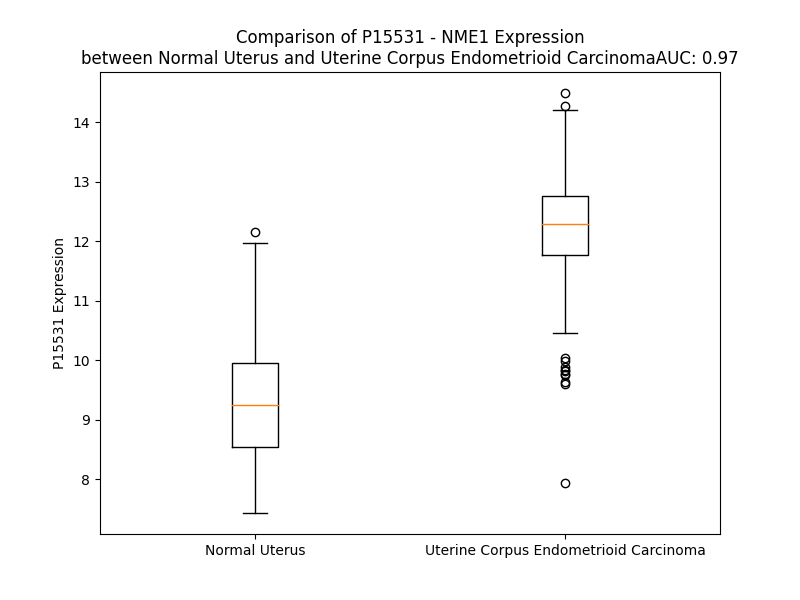 Comparison of P15531 - NME1 Expression
between Normal Uterus and Uterine Corpus Endometrioid CarcinomaAUC: 0.97
14
13
12
11
10
9
8
P15531 Expression
Normal Uterus
Uterine Corpus Endometrioid Carcinoma